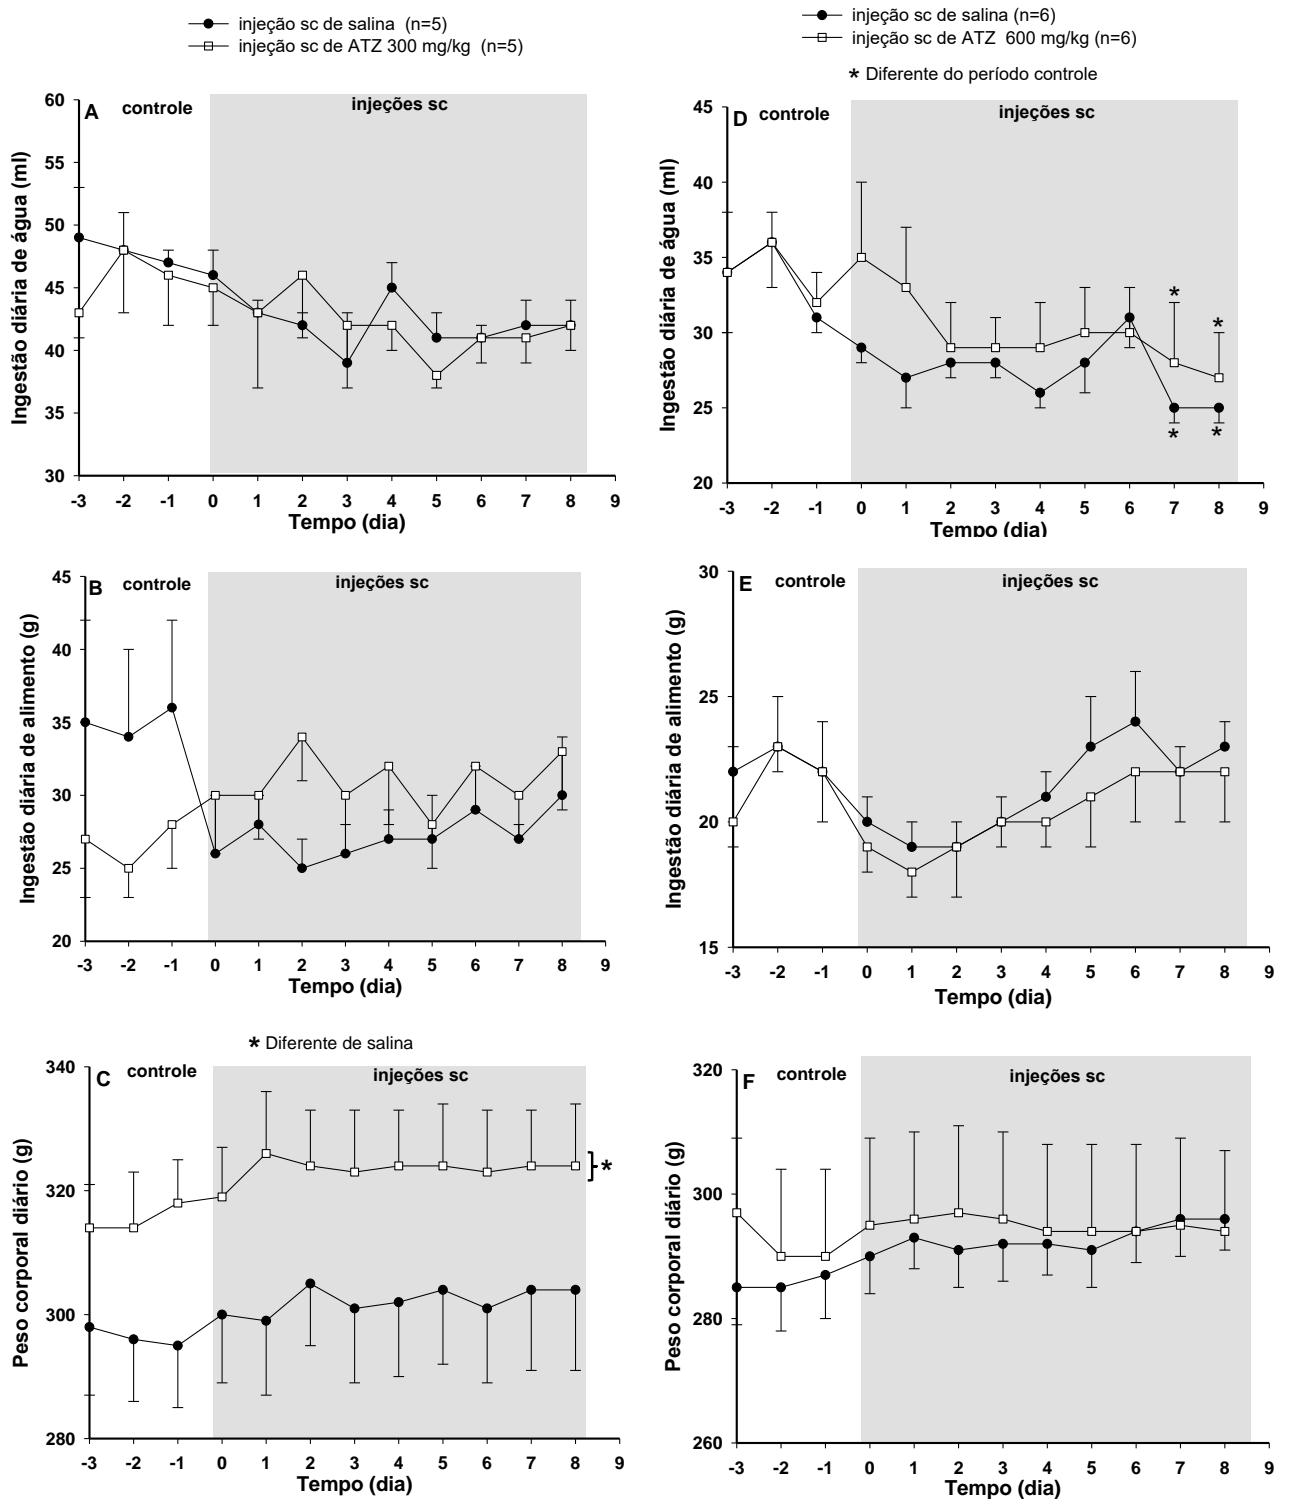 injeção sc de salina (n=5)
injeção sc de ATZ 300 mg/kg (n=5)
injeção sc de salina (n=6)
injeção sc de ATZ 600 mg/kg (n=6)
* Diferente do período controle
A controle injeções sc
Ingestão diária de água (ml)
60
55
50
45
40
35
30
-3 -2 -1 0 1 2 3 4 5 6 7 8 9
Tempo (dia)
D controle injeções sc
Ingestão diária de água (ml)
45
40
35
30
25
20
* *
* *
-3 -2 -1 0 1 2 3 4 5 6 7 8 9
Tempo (dia)
B controle injeções sc
Ingestão diária de alimento (g)
45
40
35
30
25
20
-3 -2 -1 0 1 2 3 4 5 6 7 8 9
Tempo (dia)
E controle injeções sc
Ingestão diária de alimento (g)
30
25
20
15
-3 -2 -1 0 1 2 3 4 5 6 7 8 9
Tempo (dia)
* Diferente de salina
C controle injeções sc
Peso corporal diário (g)
340
320
300
280
*
-3 -2 -1 0 1 2 3 4 5 6 7 8 9
Tempo (dia)
F controle injeções sc
Peso corporal diário (g)
320
300
280
260
-3 -2 -1 0 1 2 3 4 5 6 7 8 9
Tempo (dia)